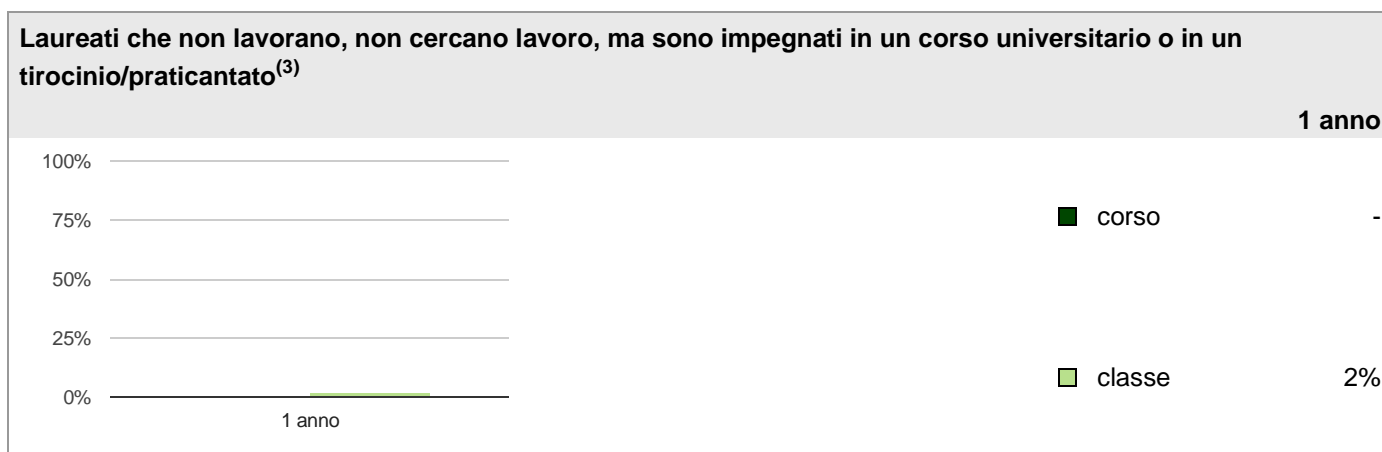 Laureati che non lavorano, non cercano lavoro, ma sono impegnati in un corso universitario o in un
tirocinio/praticantato(3)
1 anno
100%
75%
50%
25%
0%
1 anno
corso -
classe 2%